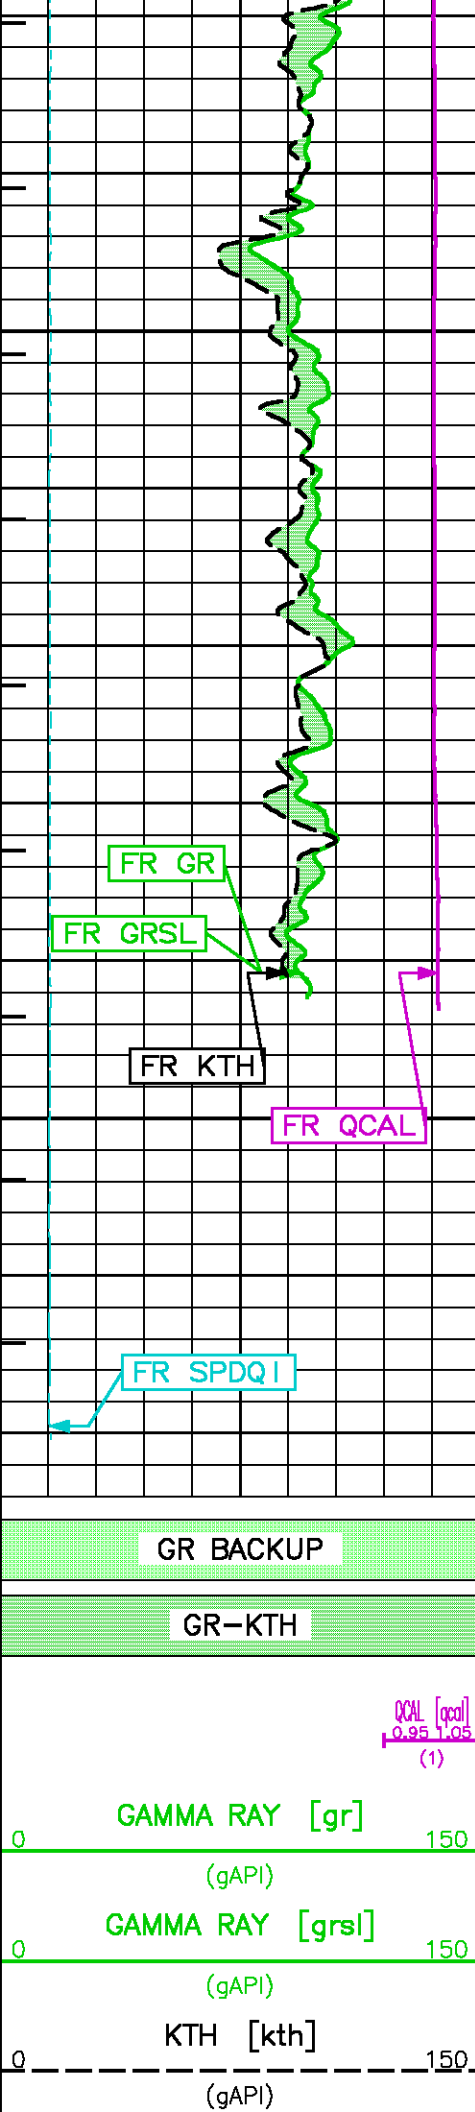 FR GR
FR GRSL
FR KTH
FR QCAL
FR SPDQI
GR BACKUP
GR-KTH
QCAL [qcal]
0.95 1.05
(1)
GAMMA RAY [gr]
0 150
(gAPI)
GAMMA RAY [grsl]
0 150
(gAPI)
KTH [kth]
0 150
(gAPI)